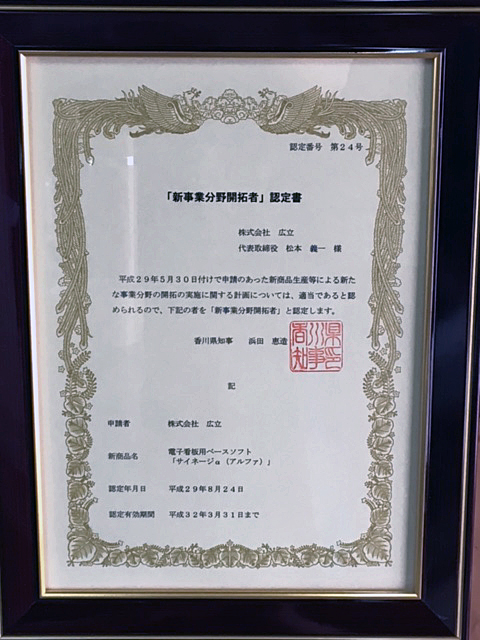 認定番号 第24号
「新事業分野開拓者」認定書
株式会社 広立
代表取締役 松本 義一 様
平成29年5月30日付けで申請のあった新商品生産等による新た
な事業分野の開拓の実施に関する計画については、適当であると認
められるので、下記の者を「新事業分野開拓者」と認定します。
香川県知事 浜田 恵造
香川県知事印
記
申請者 株式会社 広立
新商品名 電子看板用ベースソフト
「サイネージα(アルファ)」
認定年月日 平成29年8月24日
認定有効期間 平成32年3月31日まで